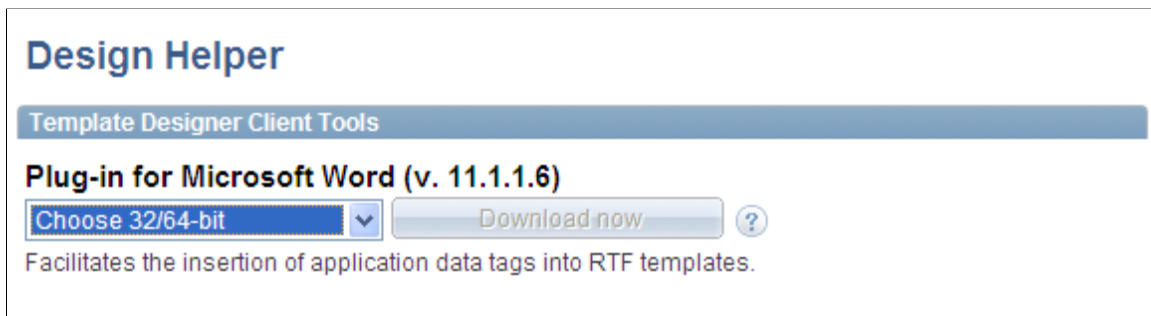 Design Helper
Template Designer Client Tools
Plug-in for Microsoft Word (v. 11.1.1.6)
Choose 32/64-bit Download now ?
Facilitates the insertion of application data tags into RTF templates.